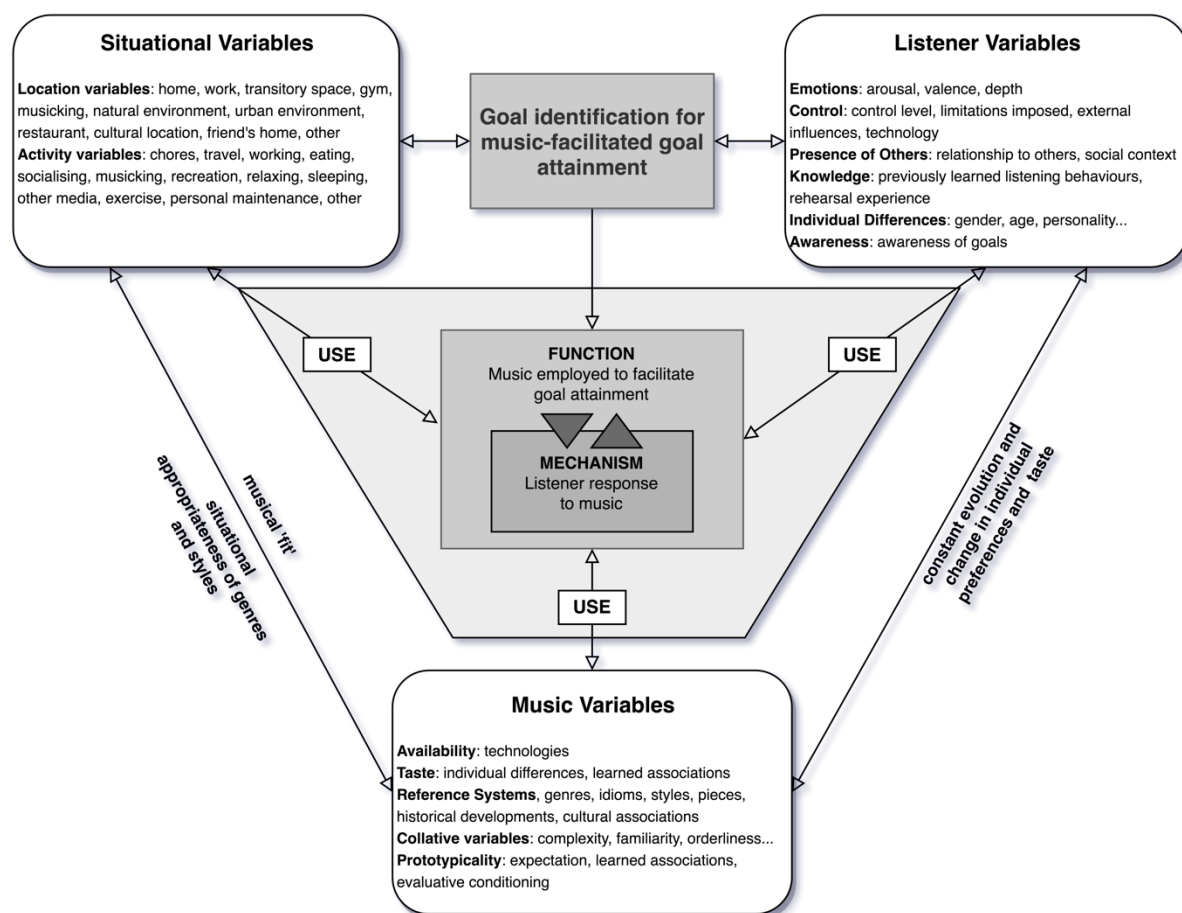 Situational Variables
Location variables: home, work, transitory space, gym,
musicking, natural environment, urban environment,
restaurant, cultural location, friend's home, other
Activity variables: chores, travel, working, eating,
socialising, musicking, recreation, relaxing, sleeping,
other media, exercise, personal maintenance, other
Goal identification for
music-facilitated goal
attainment
Listener Variables
Emotions: arousal, valence, depth
Control: control level, limitations imposed, external
influences, technology
Presence of Others: relationship to others, social context
Knowledge: previously learned listening behaviours,
rehearsal experience
Individual Differences: gender, age, personality...
Awareness: awareness of goals
USE
FUNCTION
Music employed to facilitate
goal attainment
MECHANISM
Listener response
to music
USE
USE
musical 'fit'
situational
appropriateness of genres
and styles
constant evolution and
change in individual
preferences and taste
Music Variables
Availability: technologies
Taste: individual differences, learned associations
Reference Systems, genres, idioms, styles, pieces,
historical developments, cultural associations
Collative variables: complexity, familiarity, orderliness...
Prototypicality: expectation, learned associations,
evaluative conditioning